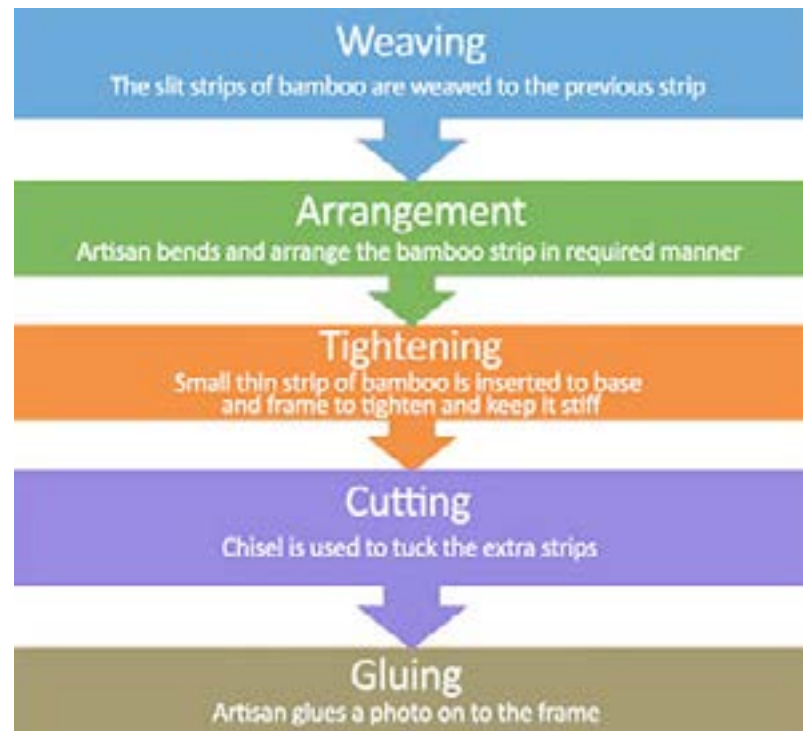 Weaving
The slit strips of bamboo are weaved to the previous strip
Arrangement
Artisan bends and arrange the bamboo strip in required manner
Tightening
Small thin strip of bamboo is inserted to base
and frame to tighten and keep it stiff
Cutting
Chisel is used to tuck the extra strips
Gluing
Artisan glues a photo on to the frame